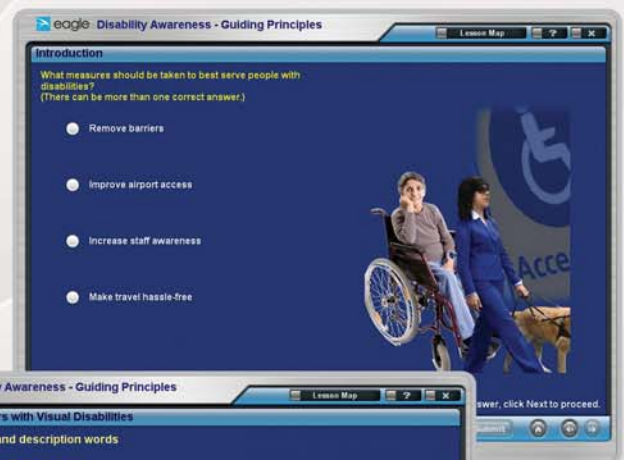 eagle Disability Awareness - Guiding Principles
Lesson Map ? X
Introduction
What measures should be taken to best serve people with
disabilities?
(There can be more than one correct answer.)
Remove barriers
Improve airport access
Increase staff awareness
Make travel hassle-free
Acce
swer, click Next to proceed.
Submit
y Awareness - Guiding Principles
Lesson Map ? X
rs with Visual Disabilities
and description words